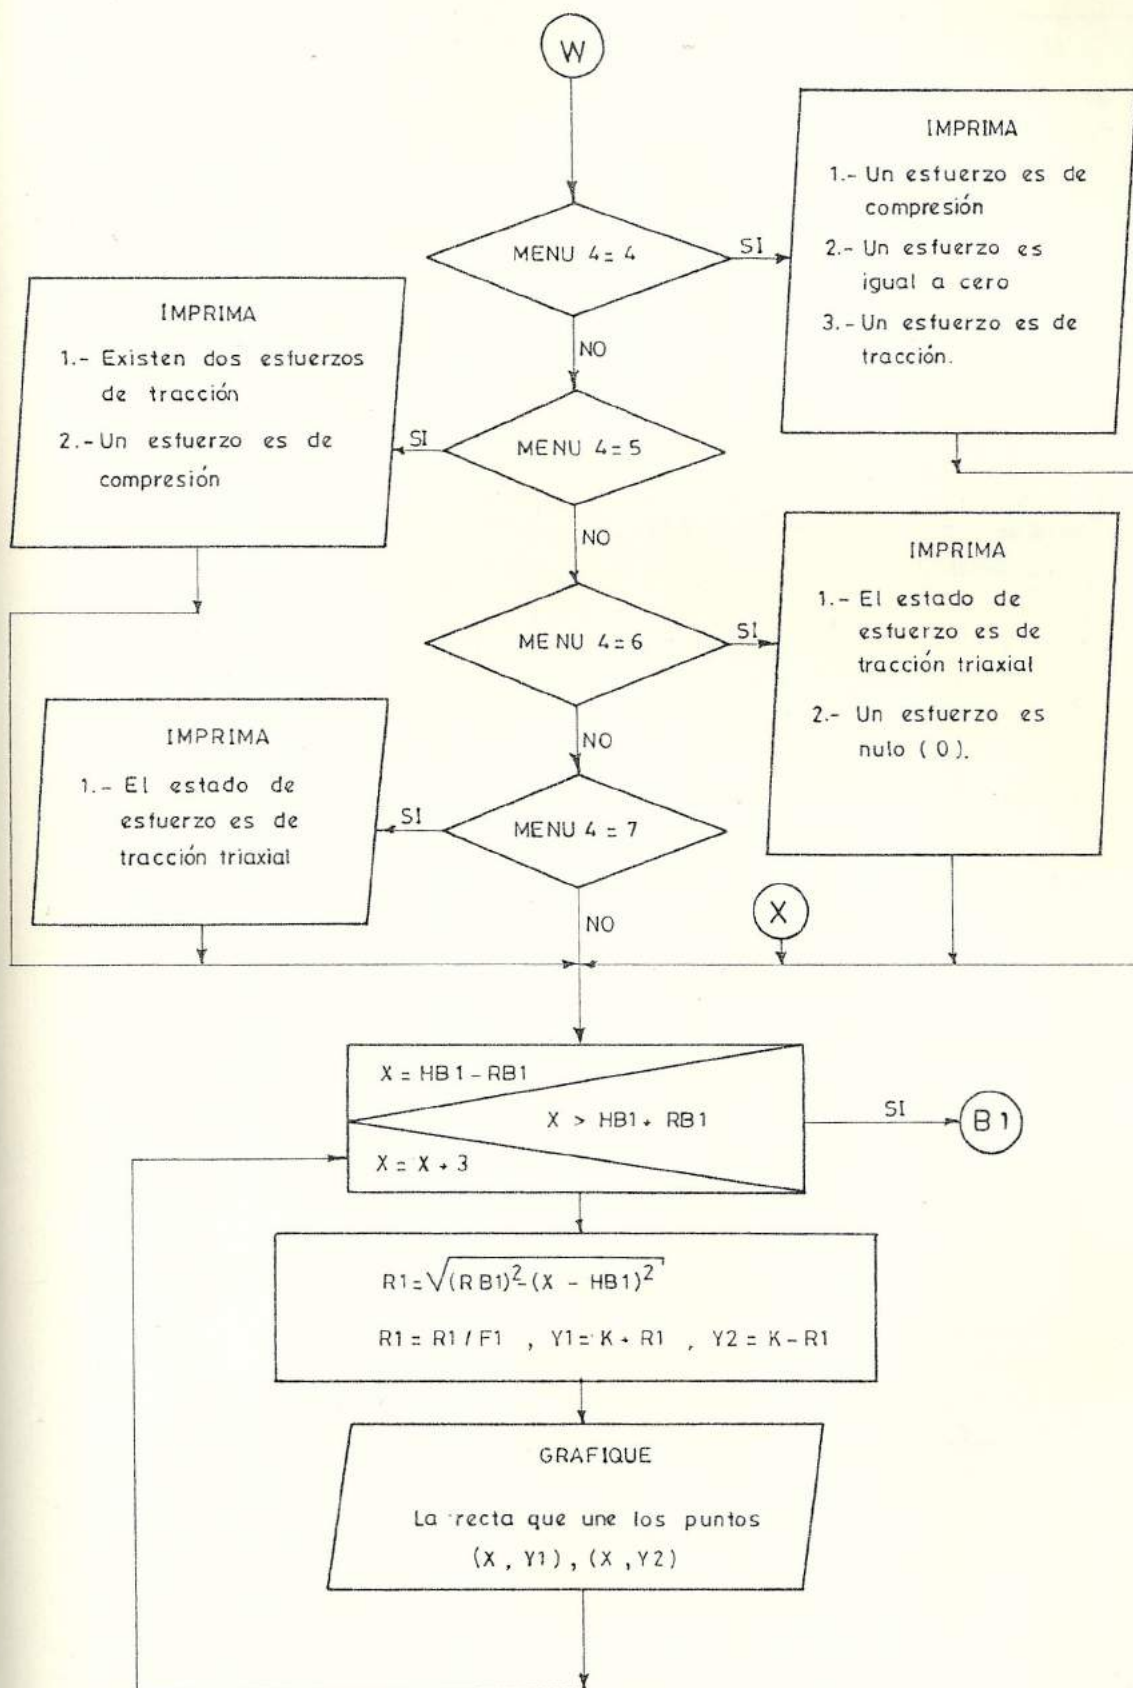 W
MENU 4 = 4
SI
IMPRIMA
1.- Un esfuerzo es de
compresión
2.- Un esfuerzo es
igual a cero
3.- Un esfuerzo es de
tracción.
NO
MENU 4 = 5
SI
IMPRIMA
1.- Existen dos esfuerzos
de tracción
2.- Un esfuerzo es de
compresión
NO
MENU 4 = 6
SI
IMPRIMA
1.- El estado de
esfuerzo es de
tracción triaxial
2.- Un esfuerzo es
nulo ( 0 ).
NO
MENU 4 = 7
SI
IMPRIMA
1.- El estado de
esfuerzo es de
tracción triaxial
NO
X
X = HB1 - RB1
X > HB1 + RB1
X = X + 3
SI
B1
R1 = √(RB1)² - (X - HB1)²
R1 = R1 / F1 , Y1 = K + R1 , Y2 = K - R1
GRAFIQUE
La recta que une los puntos
(X , Y1) , (X , Y2)